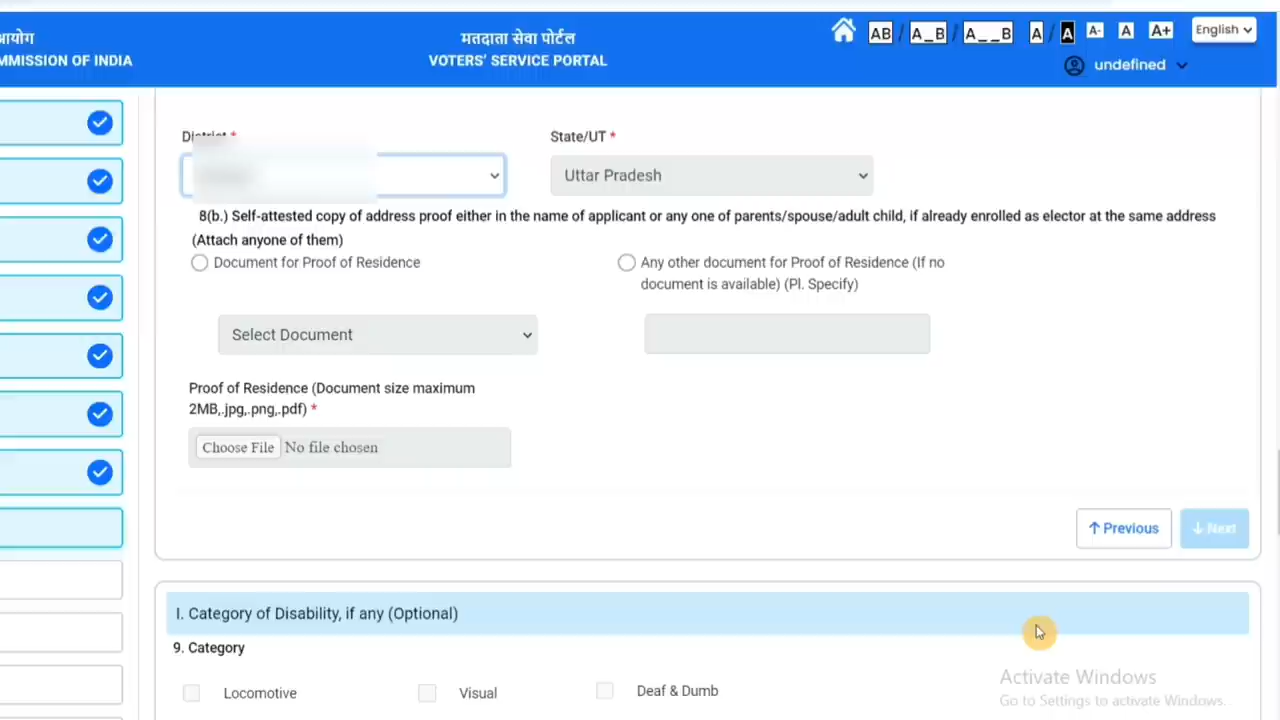 आयोग
MMISSION OF INDIA
मतदाता सेवा पोर्टल
VOTERS' SERVICE PORTAL
AB / A_B / A__B A / A A- A A+ English
undefined
District * State/UT *
Uttar Pradesh
8(b.) Self-attested copy of address proof either in the name of applicant or any one of parents/spouse/adult child, if already enrolled as elector at the same address
(Attach anyone of them)
Document for Proof of Residence
Any other document for Proof of Residence (If no
document is available) (Pl. Specify)
Select Document
Proof of Residence (Document size maximum
2MB,.jpg,.png,.pdf) *
Choose File No file chosen
↑ Previous ↓ Next
I. Category of Disability, if any (Optional)
9. Category
Locomotive Visual Deaf & Dumb
Activate Windows
Go to Settings to activate Windows.